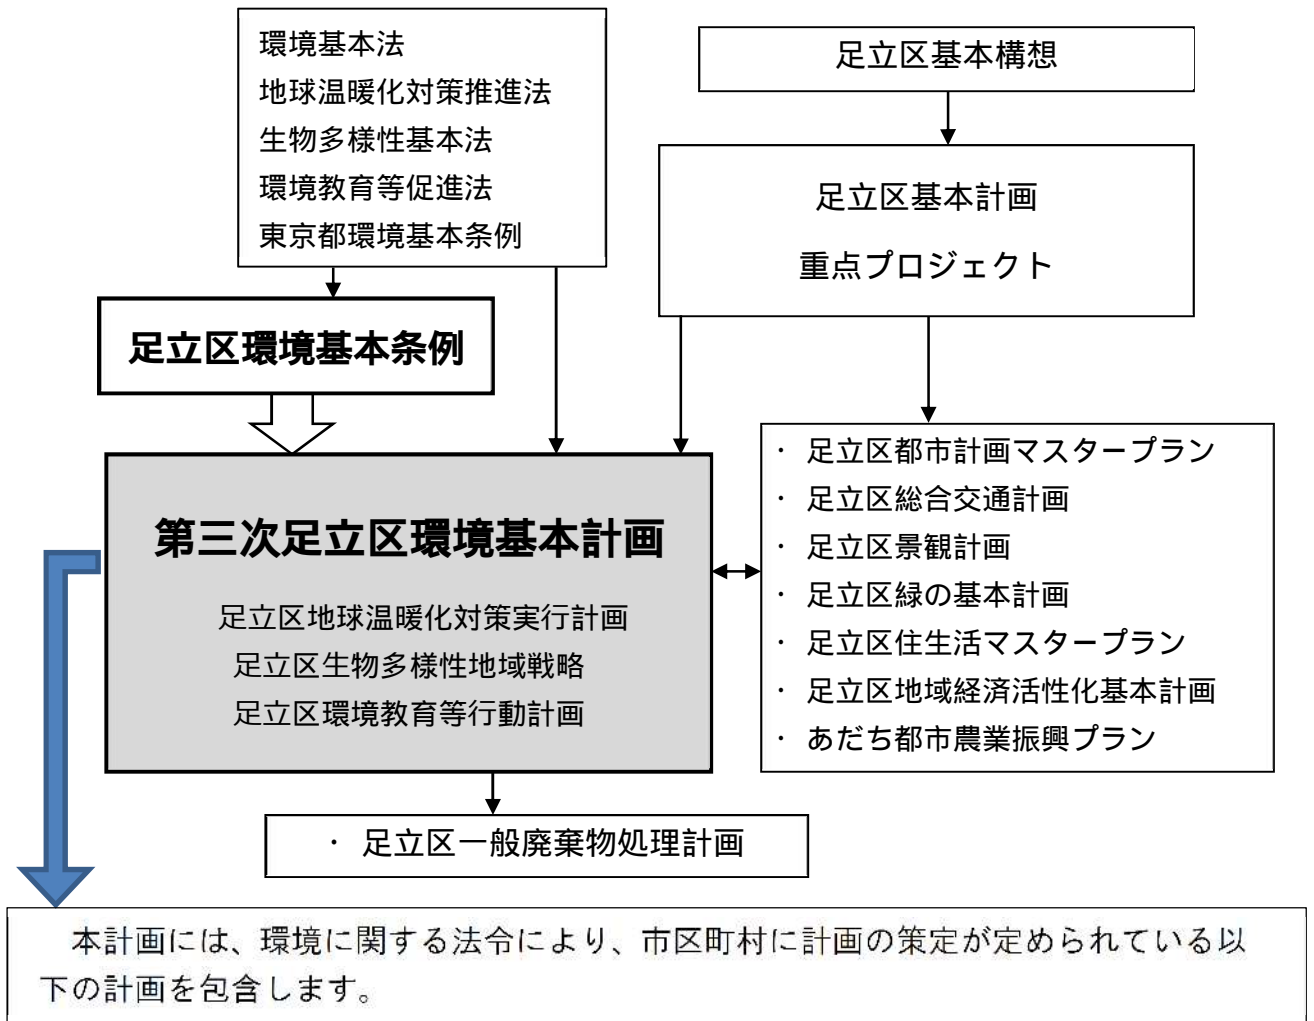 環境基本法
地球温暖化対策推進法
生物多様性基本法
環境教育等促進法
東京都環境基本条例
足立区基本構想
足立区基本計画
重点プロジェクト
足立区環境基本条例
第三次足立区環境基本計画
足立区地球温暖化対策実行計画
足立区生物多様性地域戦略
足立区環境教育等行動計画
・ 足立区都市計画マスタープラン
・ 足立区総合交通計画
・ 足立区景観計画
・ 足立区緑の基本計画
・ 足立区住生活マスタープラン
・ 足立区地域経済活性化基本計画
・ あだち都市農業振興プラン
・ 足立区一般廃棄物処理計画
本計画には、環境に関する法令により、市区町村に計画の策定が定められている以
下の計画を包含します。